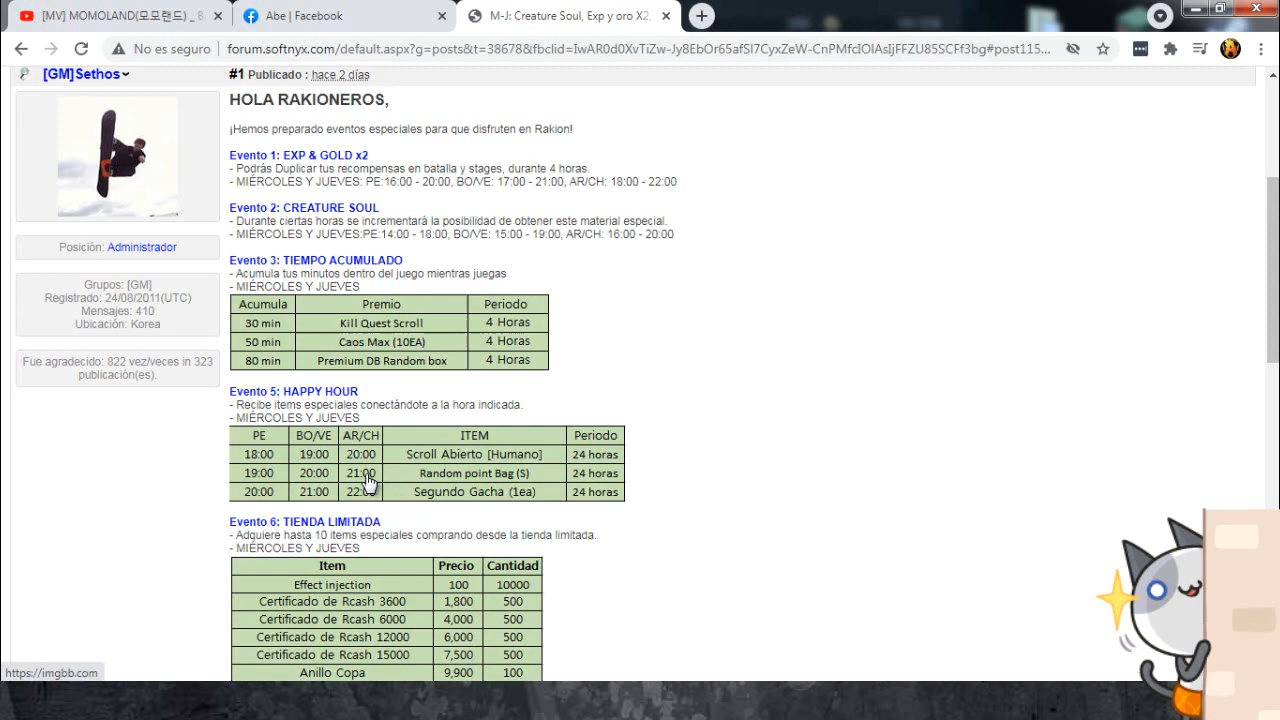 [MV] MOMOLAND(모모랜드) _ B
Abe | Facebook
M-J: Creature Soul, Exp y oro X2,
No es seguro
forum.softnyx.com/default.aspx?g=posts&t=38678&fbclid=IwAR0d0XvTiZw-Jy8EbOr65afSI7CyxZeW-CnPMfcIOlAsIjFFZU85SCFf3bg#post115...
[GM]Sethos
#1 Publicado : hace 2 días
HOLA RAKIONEROS,
¡Hemos preparado eventos especiales para que disfruten en Rakion!
Evento 1: EXP & GOLD x2
- Podrás Duplicar tus recompensas en batalla y stages, durante 4 horas.
- MIÉRCOLES Y JUEVES: PE:16:00 - 20:00, BO/VE: 17:00 - 21:00, AR/CH: 18:00 - 22:00
Evento 2: CREATURE SOUL
- Durante ciertas horas se incrementará la posibilidad de obtener este material especial.
- MIÉRCOLES Y JUEVES:PE:14:00 - 18:00, BO/VE: 15:00 - 19:00, AR/CH: 16:00 - 20:00
Posición: Administrador
Evento 3: TIEMPO ACUMULADO
- Acumula tus minutos dentro del juego mientras juegas
- MIÉRCOLES Y JUEVES
Grupos: [GM]
Registrado: 24/08/2011(UTC)
Mensajes: 410
Ubicación: Korea
Acumula Premio Periodo
30 min Kill Quest Scroll 4 Horas
50 min Caos Max (10EA) 4 Horas
80 min Premium DB Random box 4 Horas
Fue agradecido: 822 vez/veces in 323
publicación(es).
Evento 5: HAPPY HOUR
- Recibe items especiales conectándote a la hora indicada.
- MIÉRCOLES Y JUEVES
PE BO/VE AR/CH ITEM Periodo
18:00 19:00 20:00 Scroll Abierto [Humano] 24 horas
19:00 20:00 21:00 Random point Bag (S) 24 horas
20:00 21:00 22:00 Segundo Gacha (1ea) 24 horas
Evento 6: TIENDA LIMITADA
- Adquiere hasta 10 items especiales comprando desde la tienda limitada.
- MIÉRCOLES Y JUEVES
Item Precio Cantidad
Effect injection 100 10000
Certificado de Rcash 3600 1,800 500
Certificado de Rcash 6000 4,000 500
Certificado de Rcash 12000 6,000 500
Certificado de Rcash 15000 7,500 500
Anillo Copa 9,900 100
https://imgbb.com